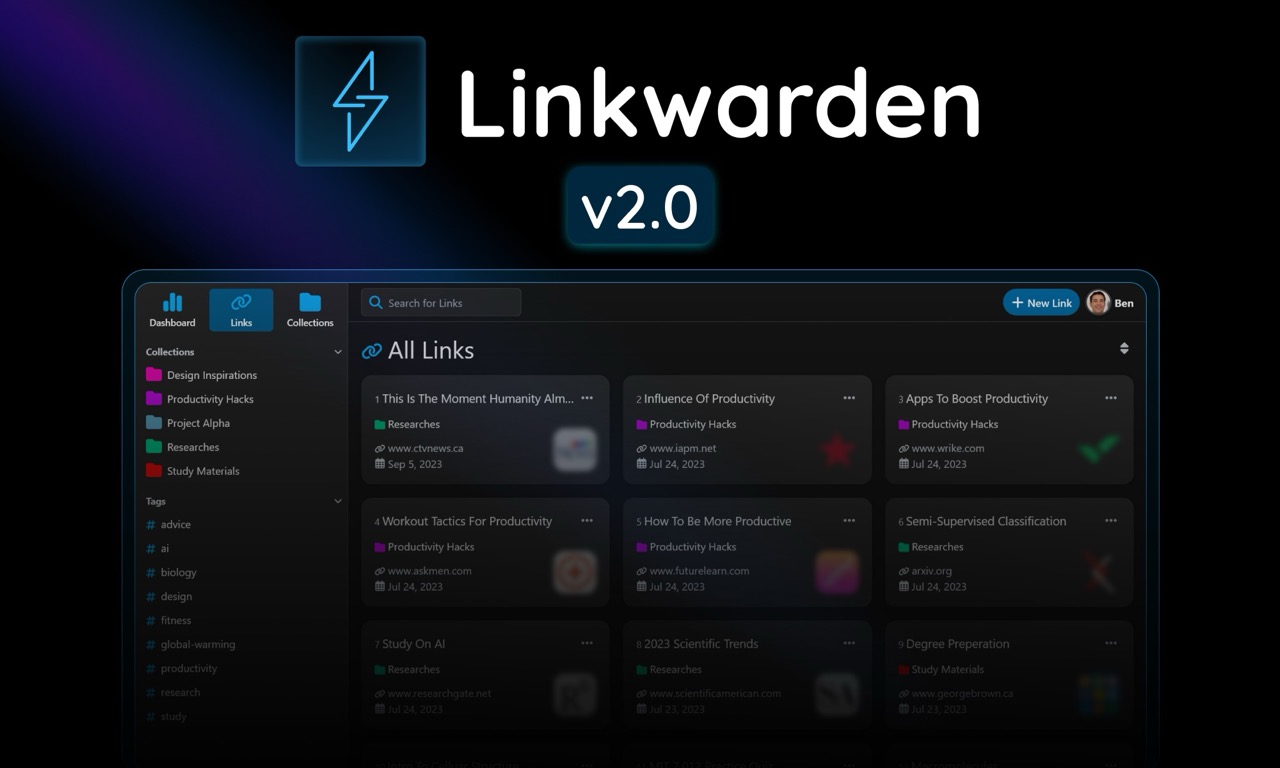 Linkwarden
v2.0
Dashboard
Links
Collections
Search for Links
+ New Link
Ben
Collections
Design Inspirations
Productivity Hacks
Project Alpha
Researches
Study Materials
Tags
# advice
# ai
# biology
# design
# fitness
# global-warming
# productivity
# research
# study
All Links
1 This Is The Moment Humanity Alm...
Researches
www.ctvnews.ca
Sep 5, 2023
2 Influence Of Productivity
Productivity Hacks
www.iapm.net
Jul 24, 2023
3 Apps To Boost Productivity
Productivity Hacks
www.wrike.com
Jul 24, 2023
4 Workout Tactics For Productivity
Productivity Hacks
www.askmen.com
Jul 24, 2023
5 How To Be More Productive
Productivity Hacks
www.futurelearn.com
Jul 24, 2023
6 Semi-Supervised Classification
Researches
arxiv.org
Jul 24, 2023
7 Study On AI
Researches
www.researchgate.net
Jul 24, 2023
8 2023 Scientific Trends
Researches
www.scientificamerican.com
Jul 23, 2023
9 Degree Preperation
Study Materials
www.georgebrown.ca
Jul 23, 2023